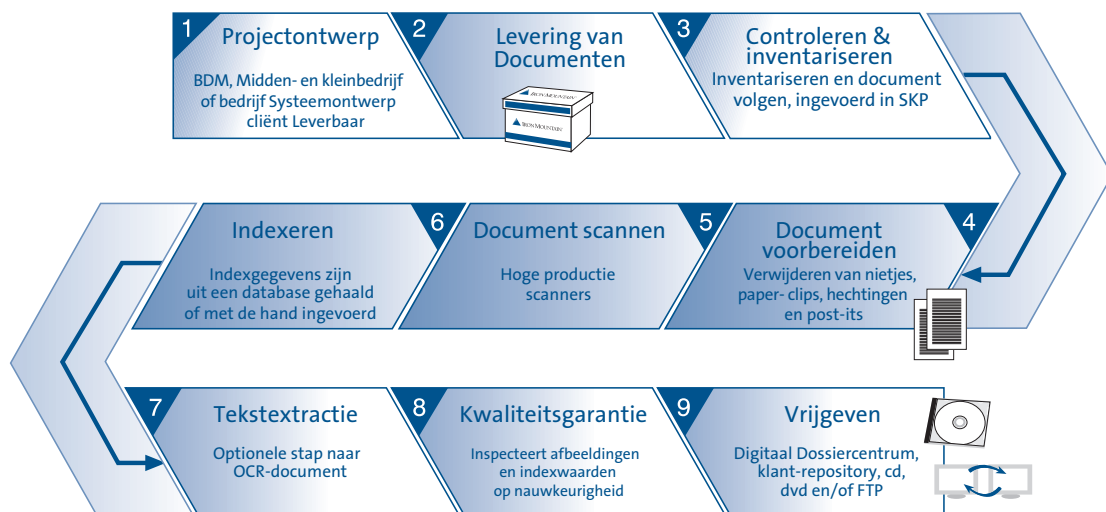 1
Projectontwerp
BDM, Midden- en kleinbedrijf
of bedrijf Systeemontwerp
cliënt Leverbaar
2
Levering van
Documenten
IRON MOUNTAIN
IRON MOUNTAIN
3
Controleren &
inventariseren
Inventariseren en document
volgen, ingevoerd in SKP
4
Document
voorbereiden
Verwijderen van nietjes,
paper- clips, hechtingen
en post-its
5
Document scannen
Hoge productie
scanners
6
Indexeren
Indexgegevens zijn
uit een database gehaald
of met de hand ingevoerd
7
Tekstextractie
Optionele stap naar
OCR-document
8
Kwaliteitsgarantie
Inspecteert afbeeldingen
en indexwaarden
op nauwkeurigheid
9
Vrijgeven
Digitaal Dossiercentrum,
klant-repository, cd,
dvd en/of FTP